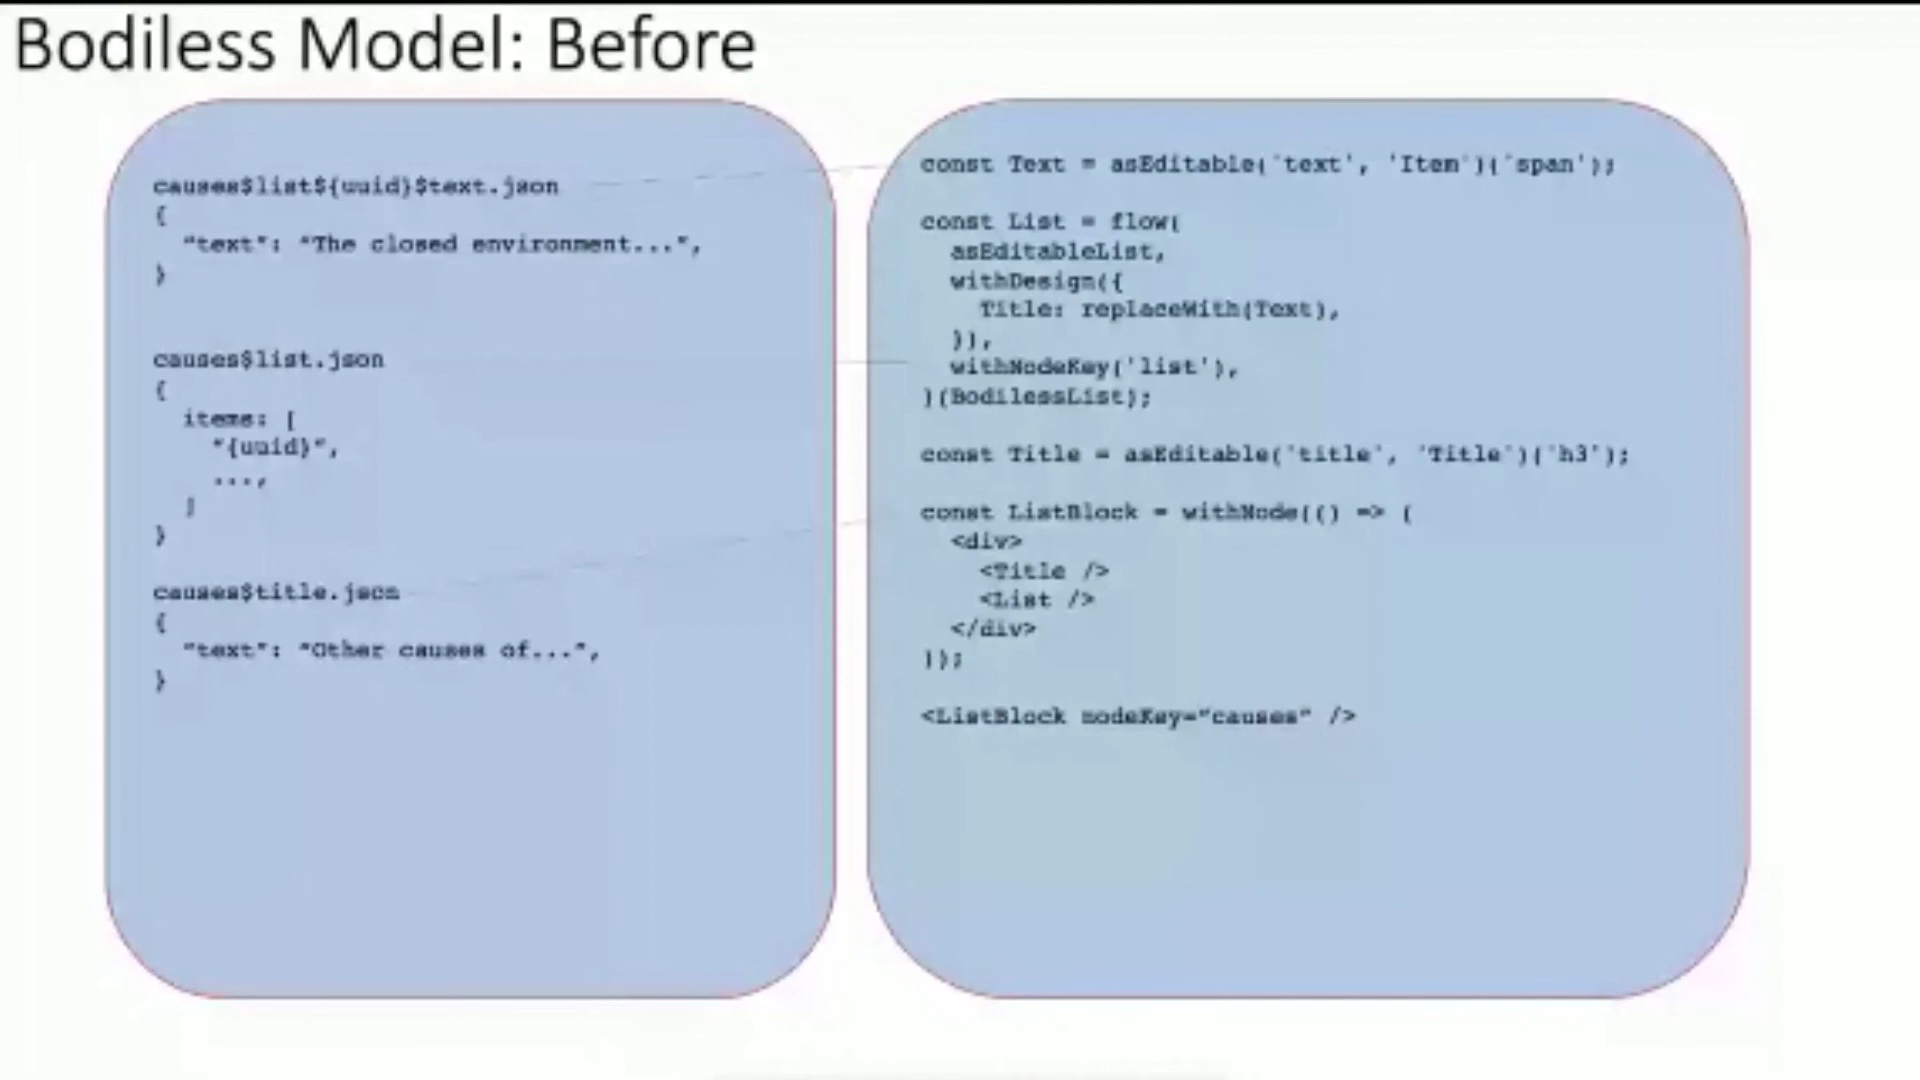 Bodiless Model: Before
causes$list${uuid}$text.json
{
  "text": "The closed environment...",
}
causes$list.json
{
  items: [
    "{uuid}",
    ...,
  ]
}
causes$title.json
{
  "text": "Other causes of...",
}
const Text = asEditable('text', 'Item')('span');
const List = flow(
  asEditableList,
  withDesign({
    Title: replaceWith(Text),
  }),
  withNodeKey('list'),
)(BodilessList);
const Title = asEditable('title', 'Title')('h3');
const ListBlock = withNode(() => (
  <div>
    <Title />
    <List />
  </div>
));
<ListBlock nodeKey="causes" />